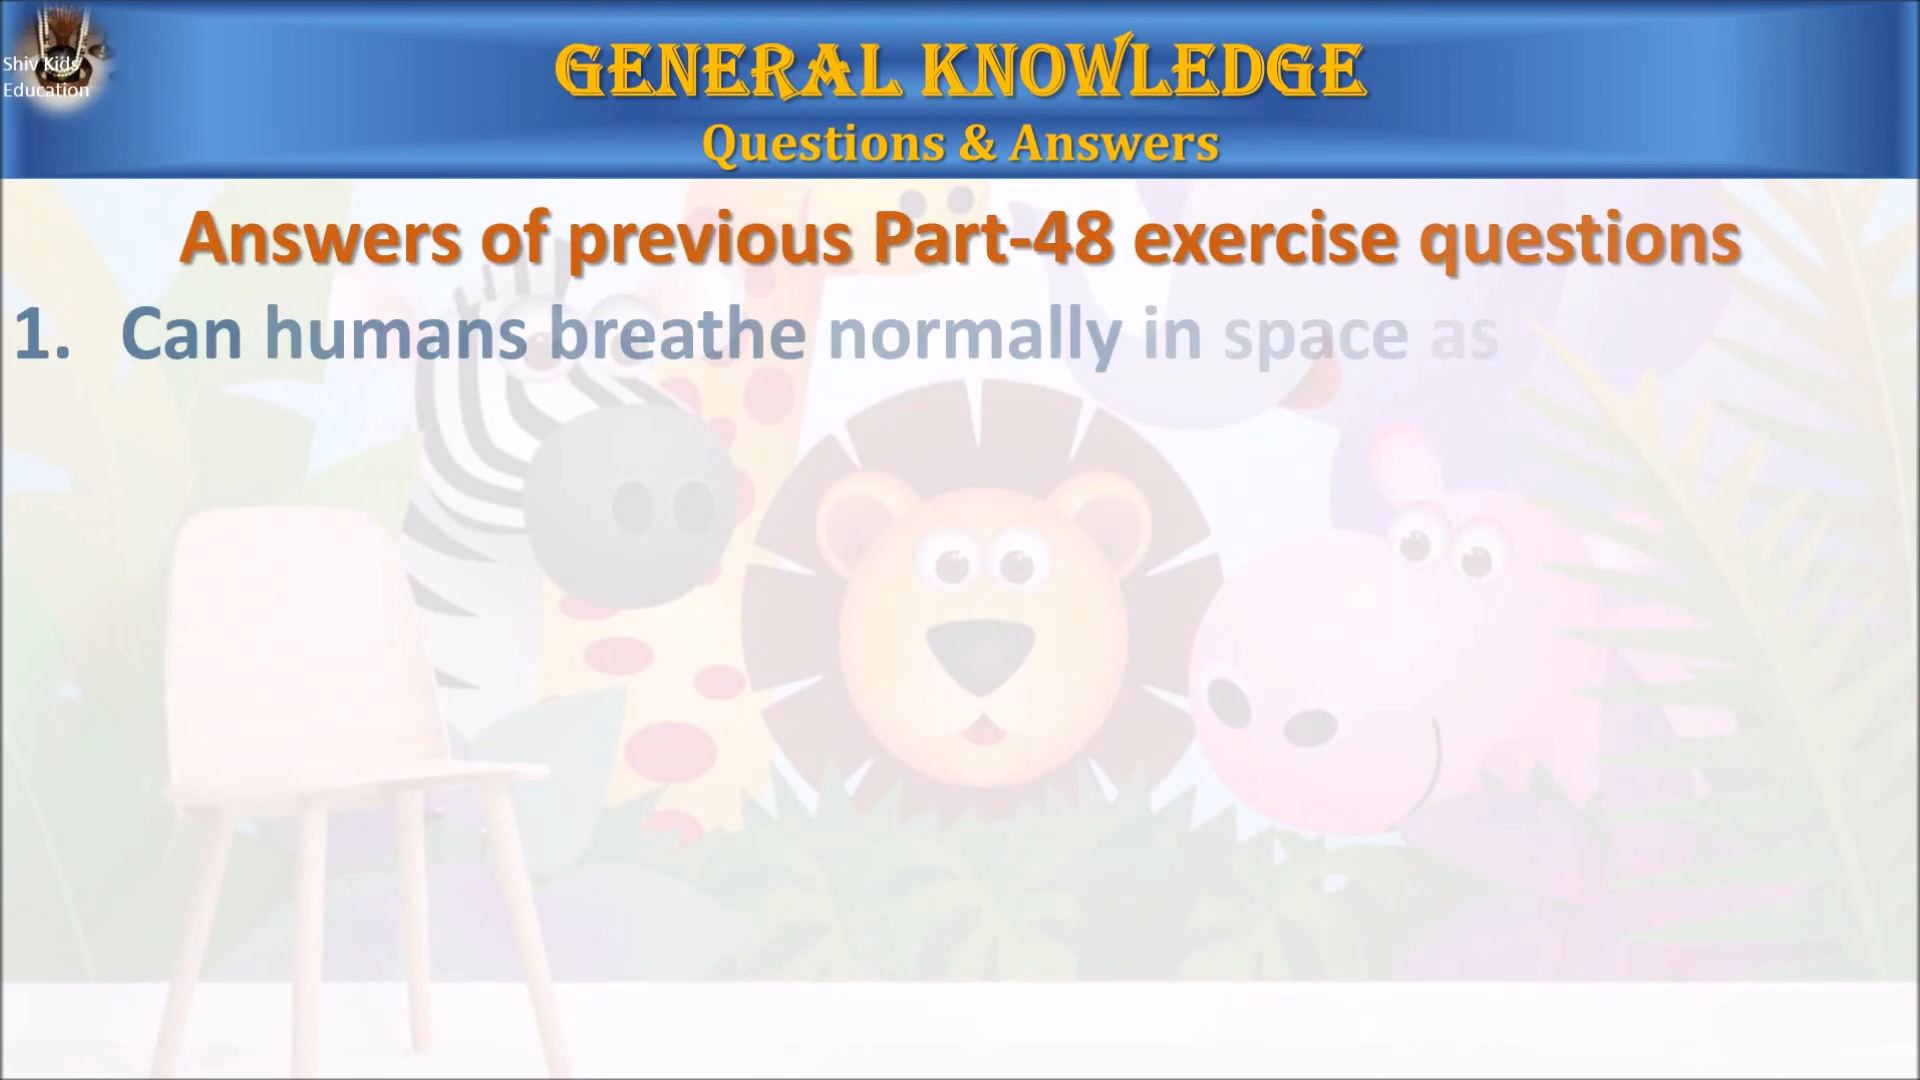 Shiv Kids
Education
GENERAL KNOWLEDGE
Questions & Answers
Answers of previous Part-48 exercise questions
1. Can humans breathe normally in space as